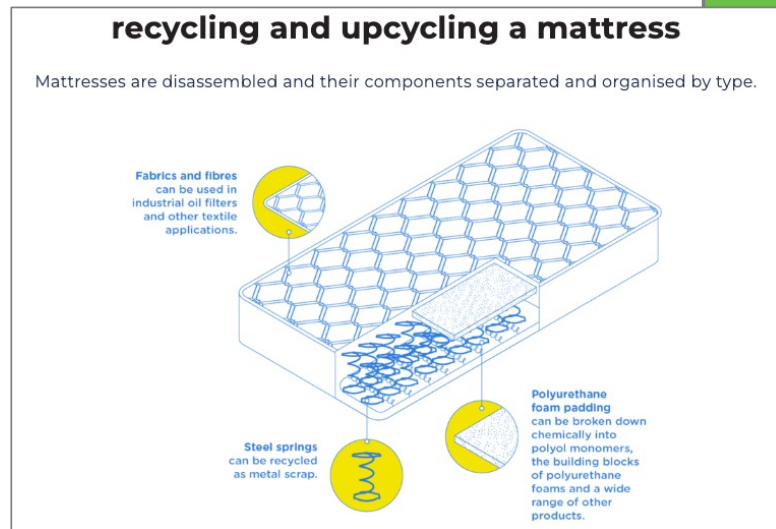 recycling and upcycling a mattress
Mattresses are disassembled and their components separated and organised by type.
Fabrics and fibres
can be used in
industrial oil filters
and other textile
applications.
Steel springs
can be recycled
as metal scrap.
Polyurethane
foam padding
can be broken down
chemically into
polyol monomers,
the building blocks
of polyurethane
foams and a wide
range of other
products.